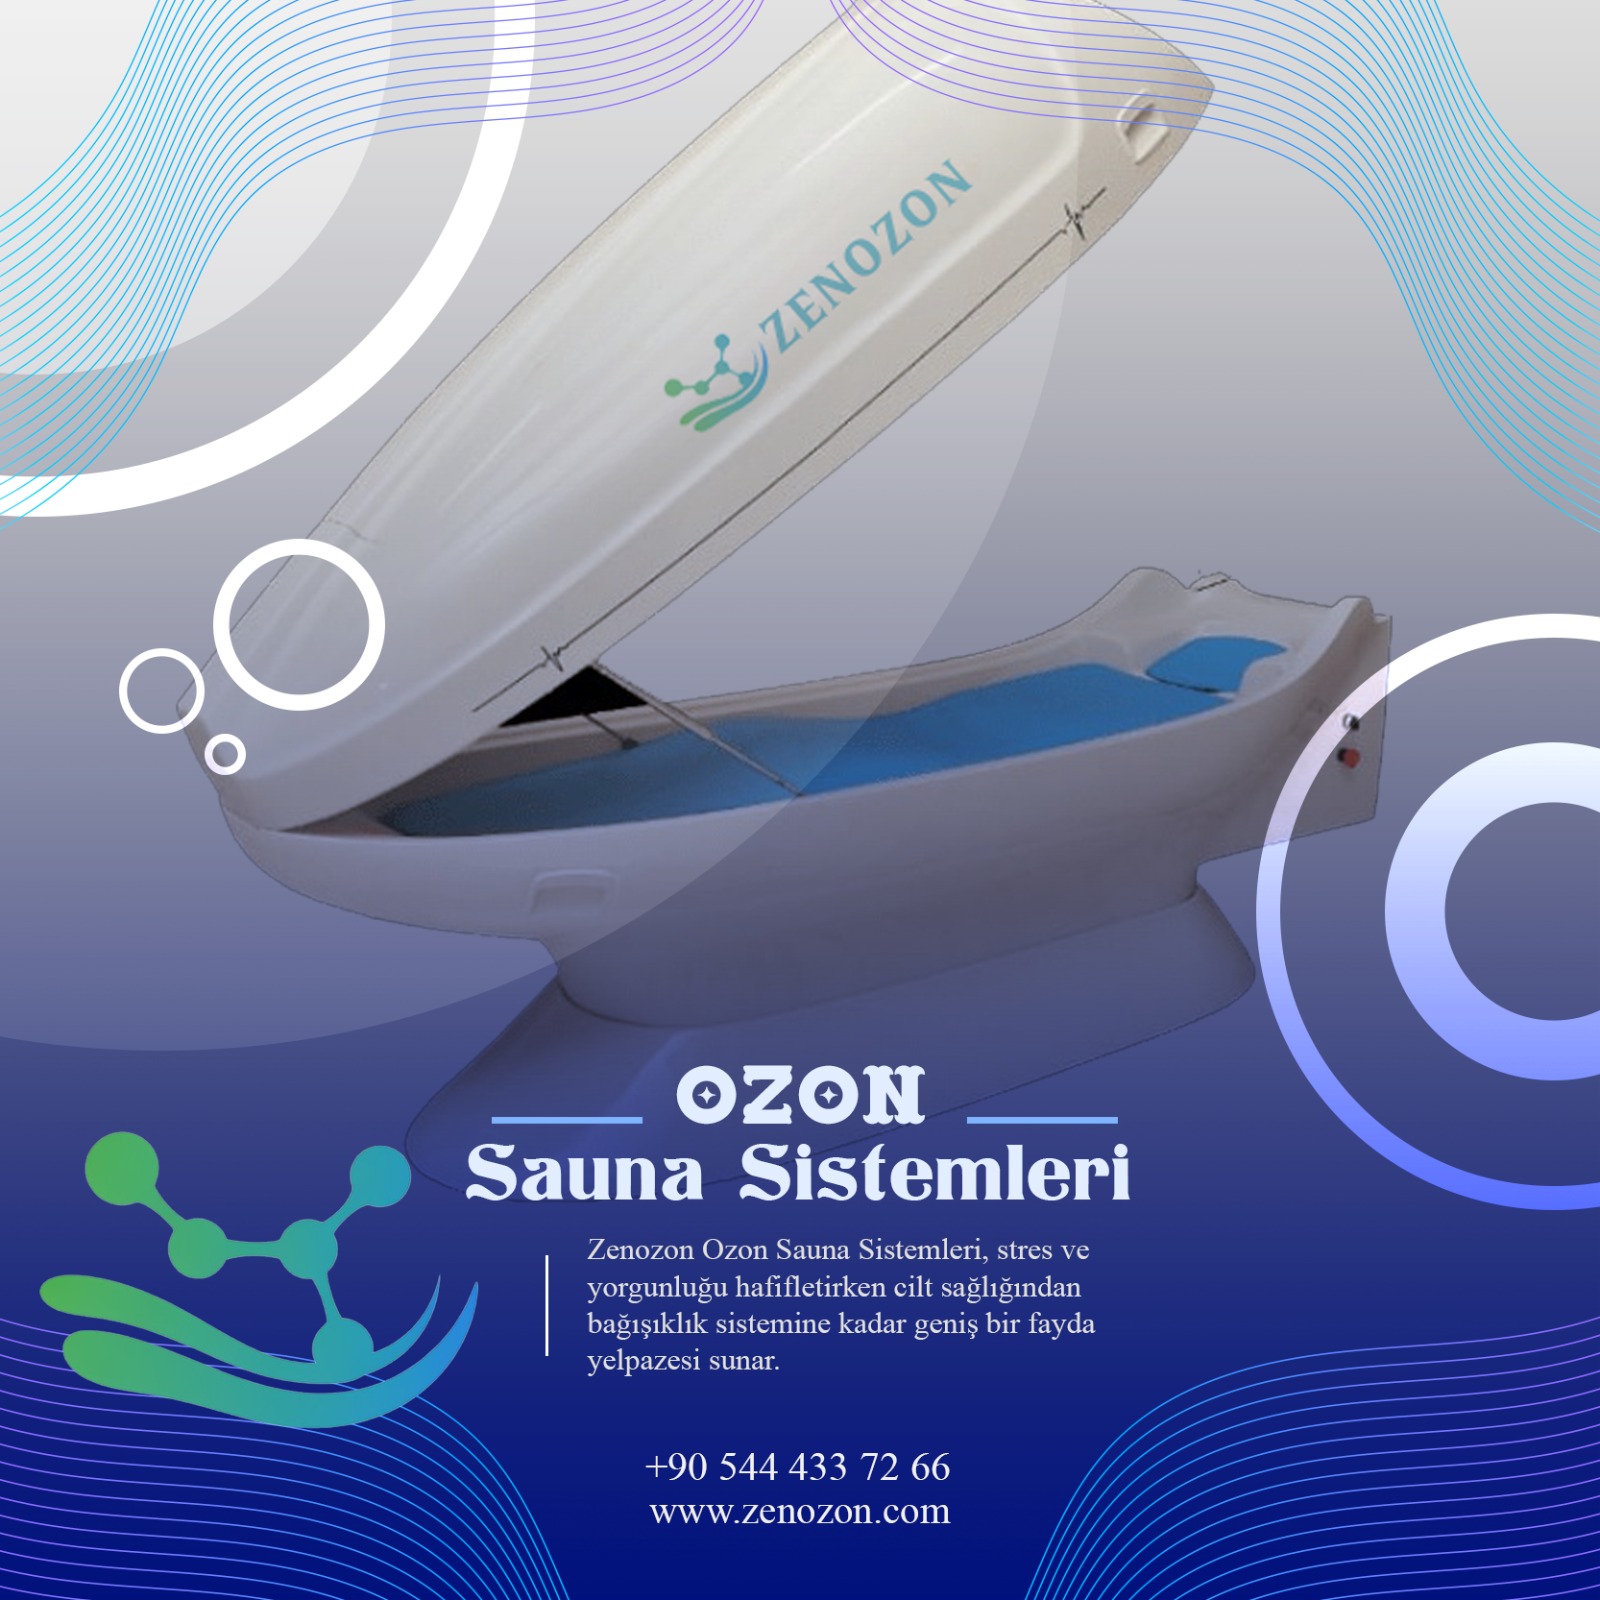 ZENOZON
OZON
Sauna Sistemleri
Zenozon Ozon Sauna Sistemleri, stres ve
yorgunluğu hafifletirken cilt sağlığından
bağışıklık sistemine kadar geniş bir fayda
yelpazesi sunar.
+90 544 433 72 66
www.zenozon.com